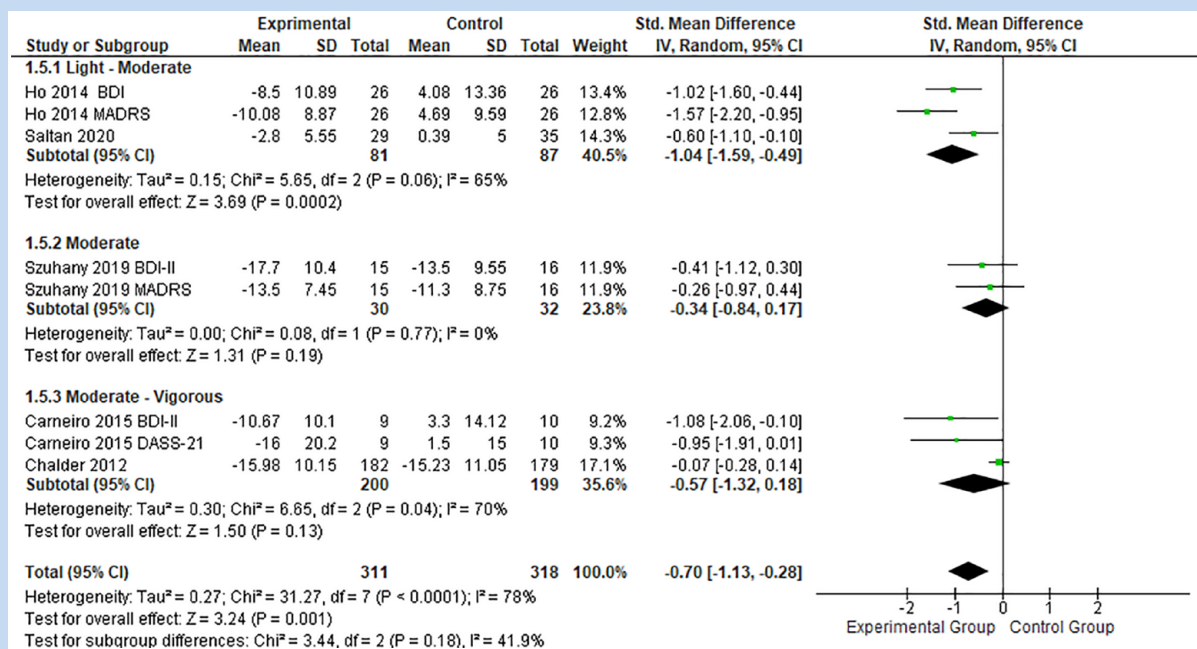 Exprimental Control Std. Mean Difference Std. Mean Difference
Study or Subgroup Mean SD Total Mean SD Total Weight IV, Random, 95% CI IV, Random, 95% CI
1.5.1 Light - Moderate
Ho 2014 BDI -8.5 10.89 26 4.08 13.36 26 13.4% -1.02 [-1.60, -0.44]
Ho 2014 MADRS -10.08 8.87 26 4.69 9.59 26 12.8% -1.57 [-2.20, -0.95]
Saltan 2020 -2.8 5.55 29 0.39 5 35 14.3% -0.60 [-1.10, -0.10]
Subtotal (95% CI) 81 87 40.5% -1.04 [-1.59, -0.49]
Heterogeneity: Tau² = 0.15; Chi² = 5.65, df = 2 (P = 0.06); I² = 65%
Test for overall effect: Z = 3.69 (P = 0.0002)
1.5.2 Moderate
Szuhany 2019 BDI-II -17.7 10.4 15 -13.5 9.55 16 11.9% -0.41 [-1.12, 0.30]
Szuhany 2019 MADRS -13.5 7.45 15 -11.3 8.75 16 11.9% -0.26 [-0.97, 0.44]
Subtotal (95% CI) 30 32 23.8% -0.34 [-0.84, 0.17]
Heterogeneity: Tau² = 0.00; Chi² = 0.08, df = 1 (P = 0.77); I² = 0%
Test for overall effect: Z = 1.31 (P = 0.19)
1.5.3 Moderate - Vigorous
Carneiro 2015 BDI-II -10.67 10.1 9 3.3 14.12 10 9.2% -1.08 [-2.06, -0.10]
Carneiro 2015 DASS-21 -16 20.2 9 1.5 15 10 9.3% -0.95 [-1.91, 0.01]
Chalder 2012 -15.98 10.15 182 -15.23 11.05 179 17.1% -0.07 [-0.28, 0.14]
Subtotal (95% CI) 200 199 35.6% -0.57 [-1.32, 0.18]
Heterogeneity: Tau² = 0.30; Chi² = 6.65, df = 2 (P = 0.04); I² = 70%
Test for overall effect: Z = 1.50 (P = 0.13)
Total (95% CI) 311 318 100.0% -0.70 [-1.13, -0.28]
Heterogeneity: Tau² = 0.27; Chi² = 31.27, df = 7 (P < 0.0001); I² = 78%
Test for overall effect: Z = 3.24 (P = 0.001)
Test for subgroup differences: Chi² = 3.44, df = 2 (P = 0.18), I² = 41.9%
-2 -1 0 1 2
Experimental Group Control Group